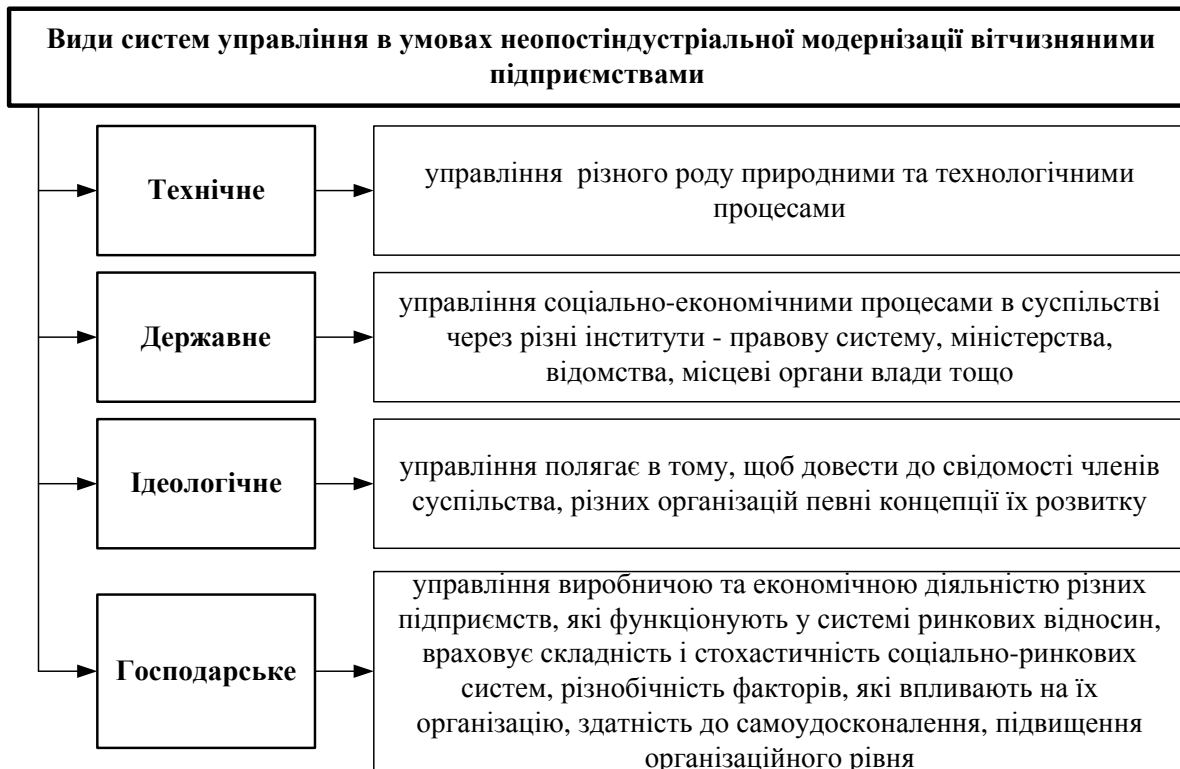 Види систем управління в умовах неопостіндустріальної модернізації вітчизняними
підприємствами
Технічне
управління різного роду природними та технологічними
процесами
Державне
управління соціально-економічними процесами в суспільстві
через різні інститути - правову систему, міністерства,
відомства, місцеві органи влади тощо
Ідеологічне
управління полягає в тому, щоб довести до свідомості членів
суспільства, різних організацій певні концепції їх розвитку
Господарське
управління виробничою та економічною діяльністю різних
підприємств, які функціонують у системі ринкових відносин,
враховує складність і стохастичність соціально-ринкових
систем, різнобічність факторів, які впливають на їх
організацію, здатність до самоудосконалення, підвищення
організаційного рівня